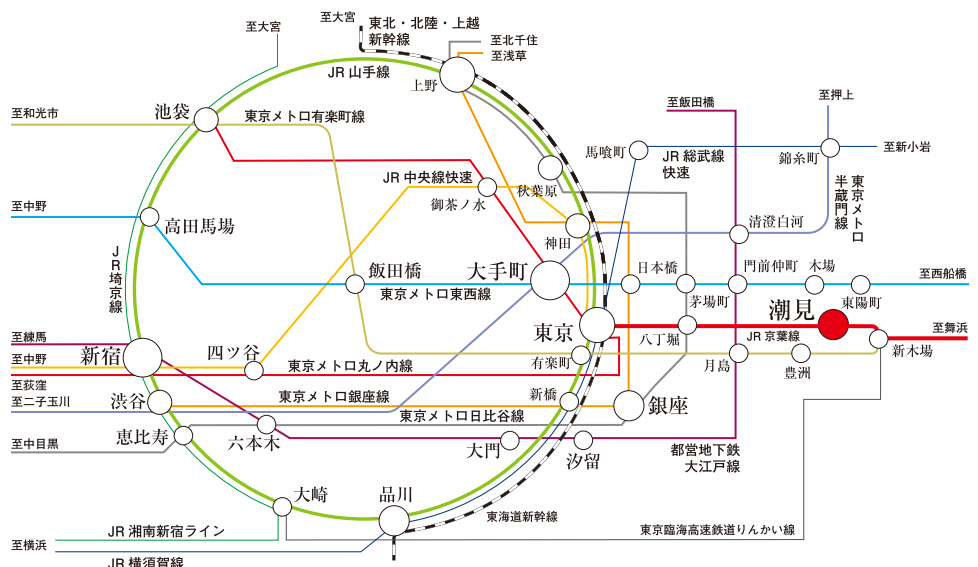 至大宮
至大宮
東北・北陸・上越
新幹線
至北千住
至浅草
JR 山手線
上野
至和光市
池袋
東京メトロ有楽町線
至飯田橋
至押上
馬喰町
JR 総武線
快速
錦糸町
至新小岩
JR 中央線快速
秋葉原
御茶ノ水
東京メトロ
半蔵門線
至中野
高田馬場
神田
清澄白河
JR埼京線
飯田橋
大手町
日本橋
門前仲町
木場
至西船橋
東京メトロ東西線
茅場町
東陽町
潮見
東京
八丁堀
JR 京葉線
至舞浜
新木場
至練馬
新宿
四ツ谷
至中野
東京メトロ丸ノ内線
有楽町
月島
豊洲
至荻窪
至二子玉川
渋谷
東京メトロ銀座線
新橋
銀座
東京メトロ日比谷線
恵比寿
六本木
至中目黒
大門
汐留
都営地下鉄
大江戸線
大崎
品川
東海道新幹線
JR 湘南新宿ライン
東京臨海高速鉄道りんかい線
至横浜
JR 横須賀線